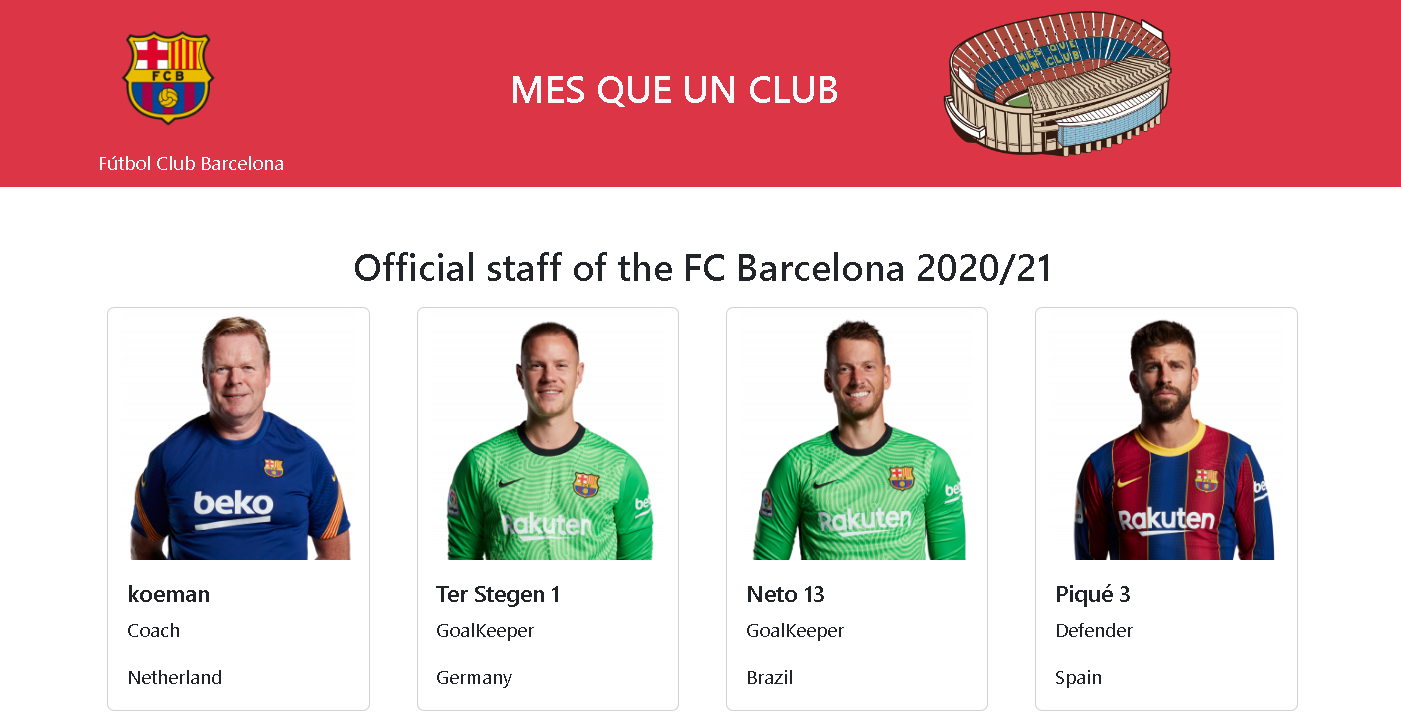 FCB
MES QUE UN CLUB
MES QUE
UN CLUB
Fútbol Club Barcelona
Official staff of the FC Barcelona 2020/21
beko
Rakuten
Rakuten
Rakuten
koeman
Ter Stegen 1
Neto 13
Piqué 3
Coach
GoalKeeper
GoalKeeper
Defender
Netherland
Germany
Brazil
Spain